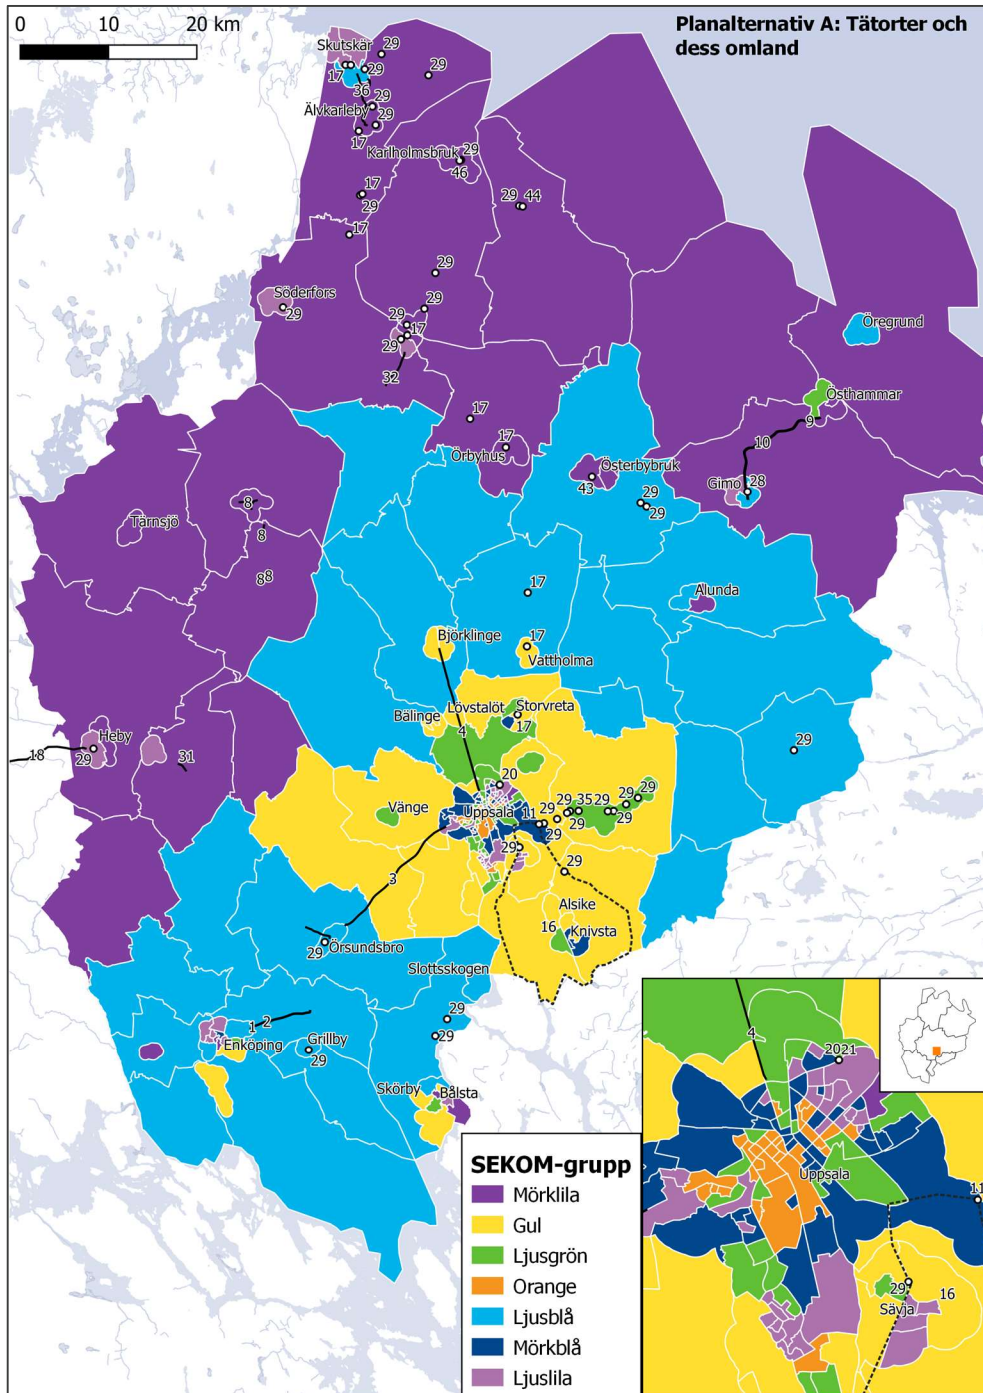 0 10 20 km
Planalternativ A: Tätorter och
dess omland
Skutskär
29
29
17
29
36
29
Älvkarleby
29
17
Karlholmsbruk
29
46
17
29
29 44
17
29
Söderfors
29
29
29
17
29
32
Öregrund
Östhammar
9
10
17
17
Örbyhus
Österbybruk
43
29
29
Gimo
28
8
Tärnsjö
8
8
8
17
Alunda
Björklinge
17
Vattholma
Lövstalöt
Storvreta
Bälinge
17
4
Heby
18
29
31
29
20
Vänge
Uppsala
11
29
29
35
29
29
29
29
29
29
29
29
3
Alsike
16
Knivsta
29
Örsundsbro
Slottsskogen
29
29
1
2
Enköping
Grillby
29
Skörby
Bålsta
SEKOM-grupp
Mörklila
Gul
Ljusgrön
Orange
Ljusblå
Mörkblå
Ljuslila
4
2021
Uppsala
11
29
16
Sävja